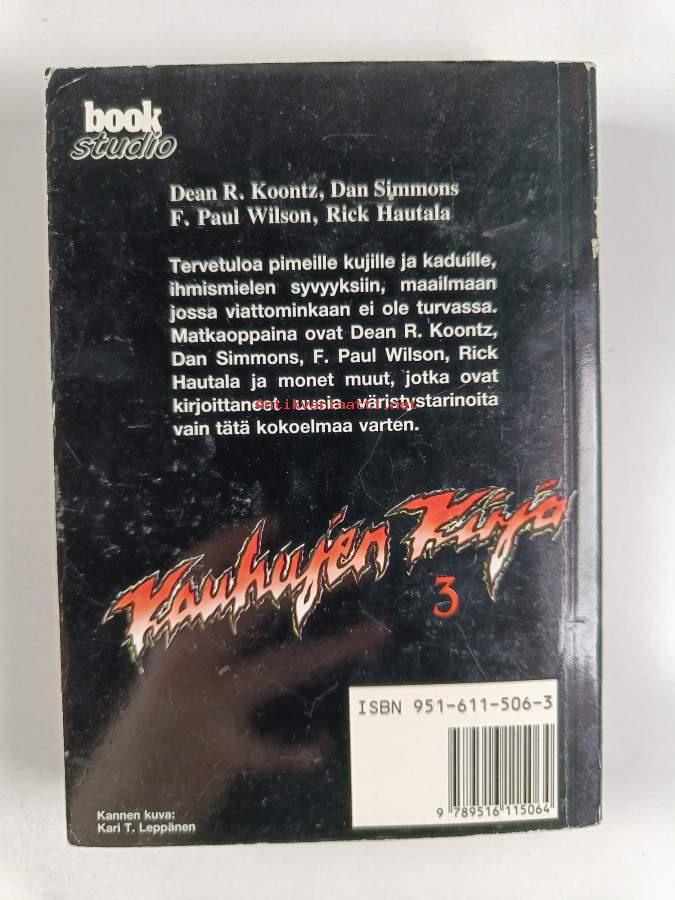 book
studio
Dean R. Koontz, Dan Simmons
F. Paul Wilson, Rick Hautala
Tervetuloa pimeille kujille ja kaduille,
ihmismielen syvyyksiin, maailmaan
jossa viattominkaan ei ole turvassa.
Matkaoppaina ovat Dean R. Koontz,
Dan Simmons, F. Paul Wilson, Rick
Hautala ja monet muut, jotka ovat
kirjoittaneet uusia väristystarinoita
Antikvariaatti.net
vain tätä kokoelmaa varten.
Kauhujen Kirja
3
ISBN 951-611-506-3
9 789516 115064
Kannen kuva:
Kari T. Leppänen